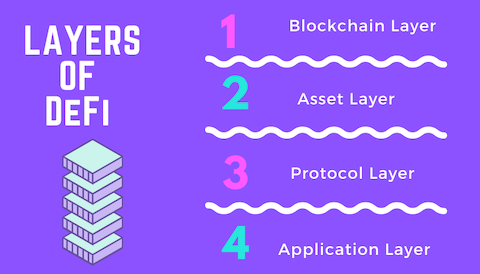 LAYERS
OF
DeFi
1 Blockchain Layer
2 Asset Layer
3 Protocol Layer
4 Application Layer